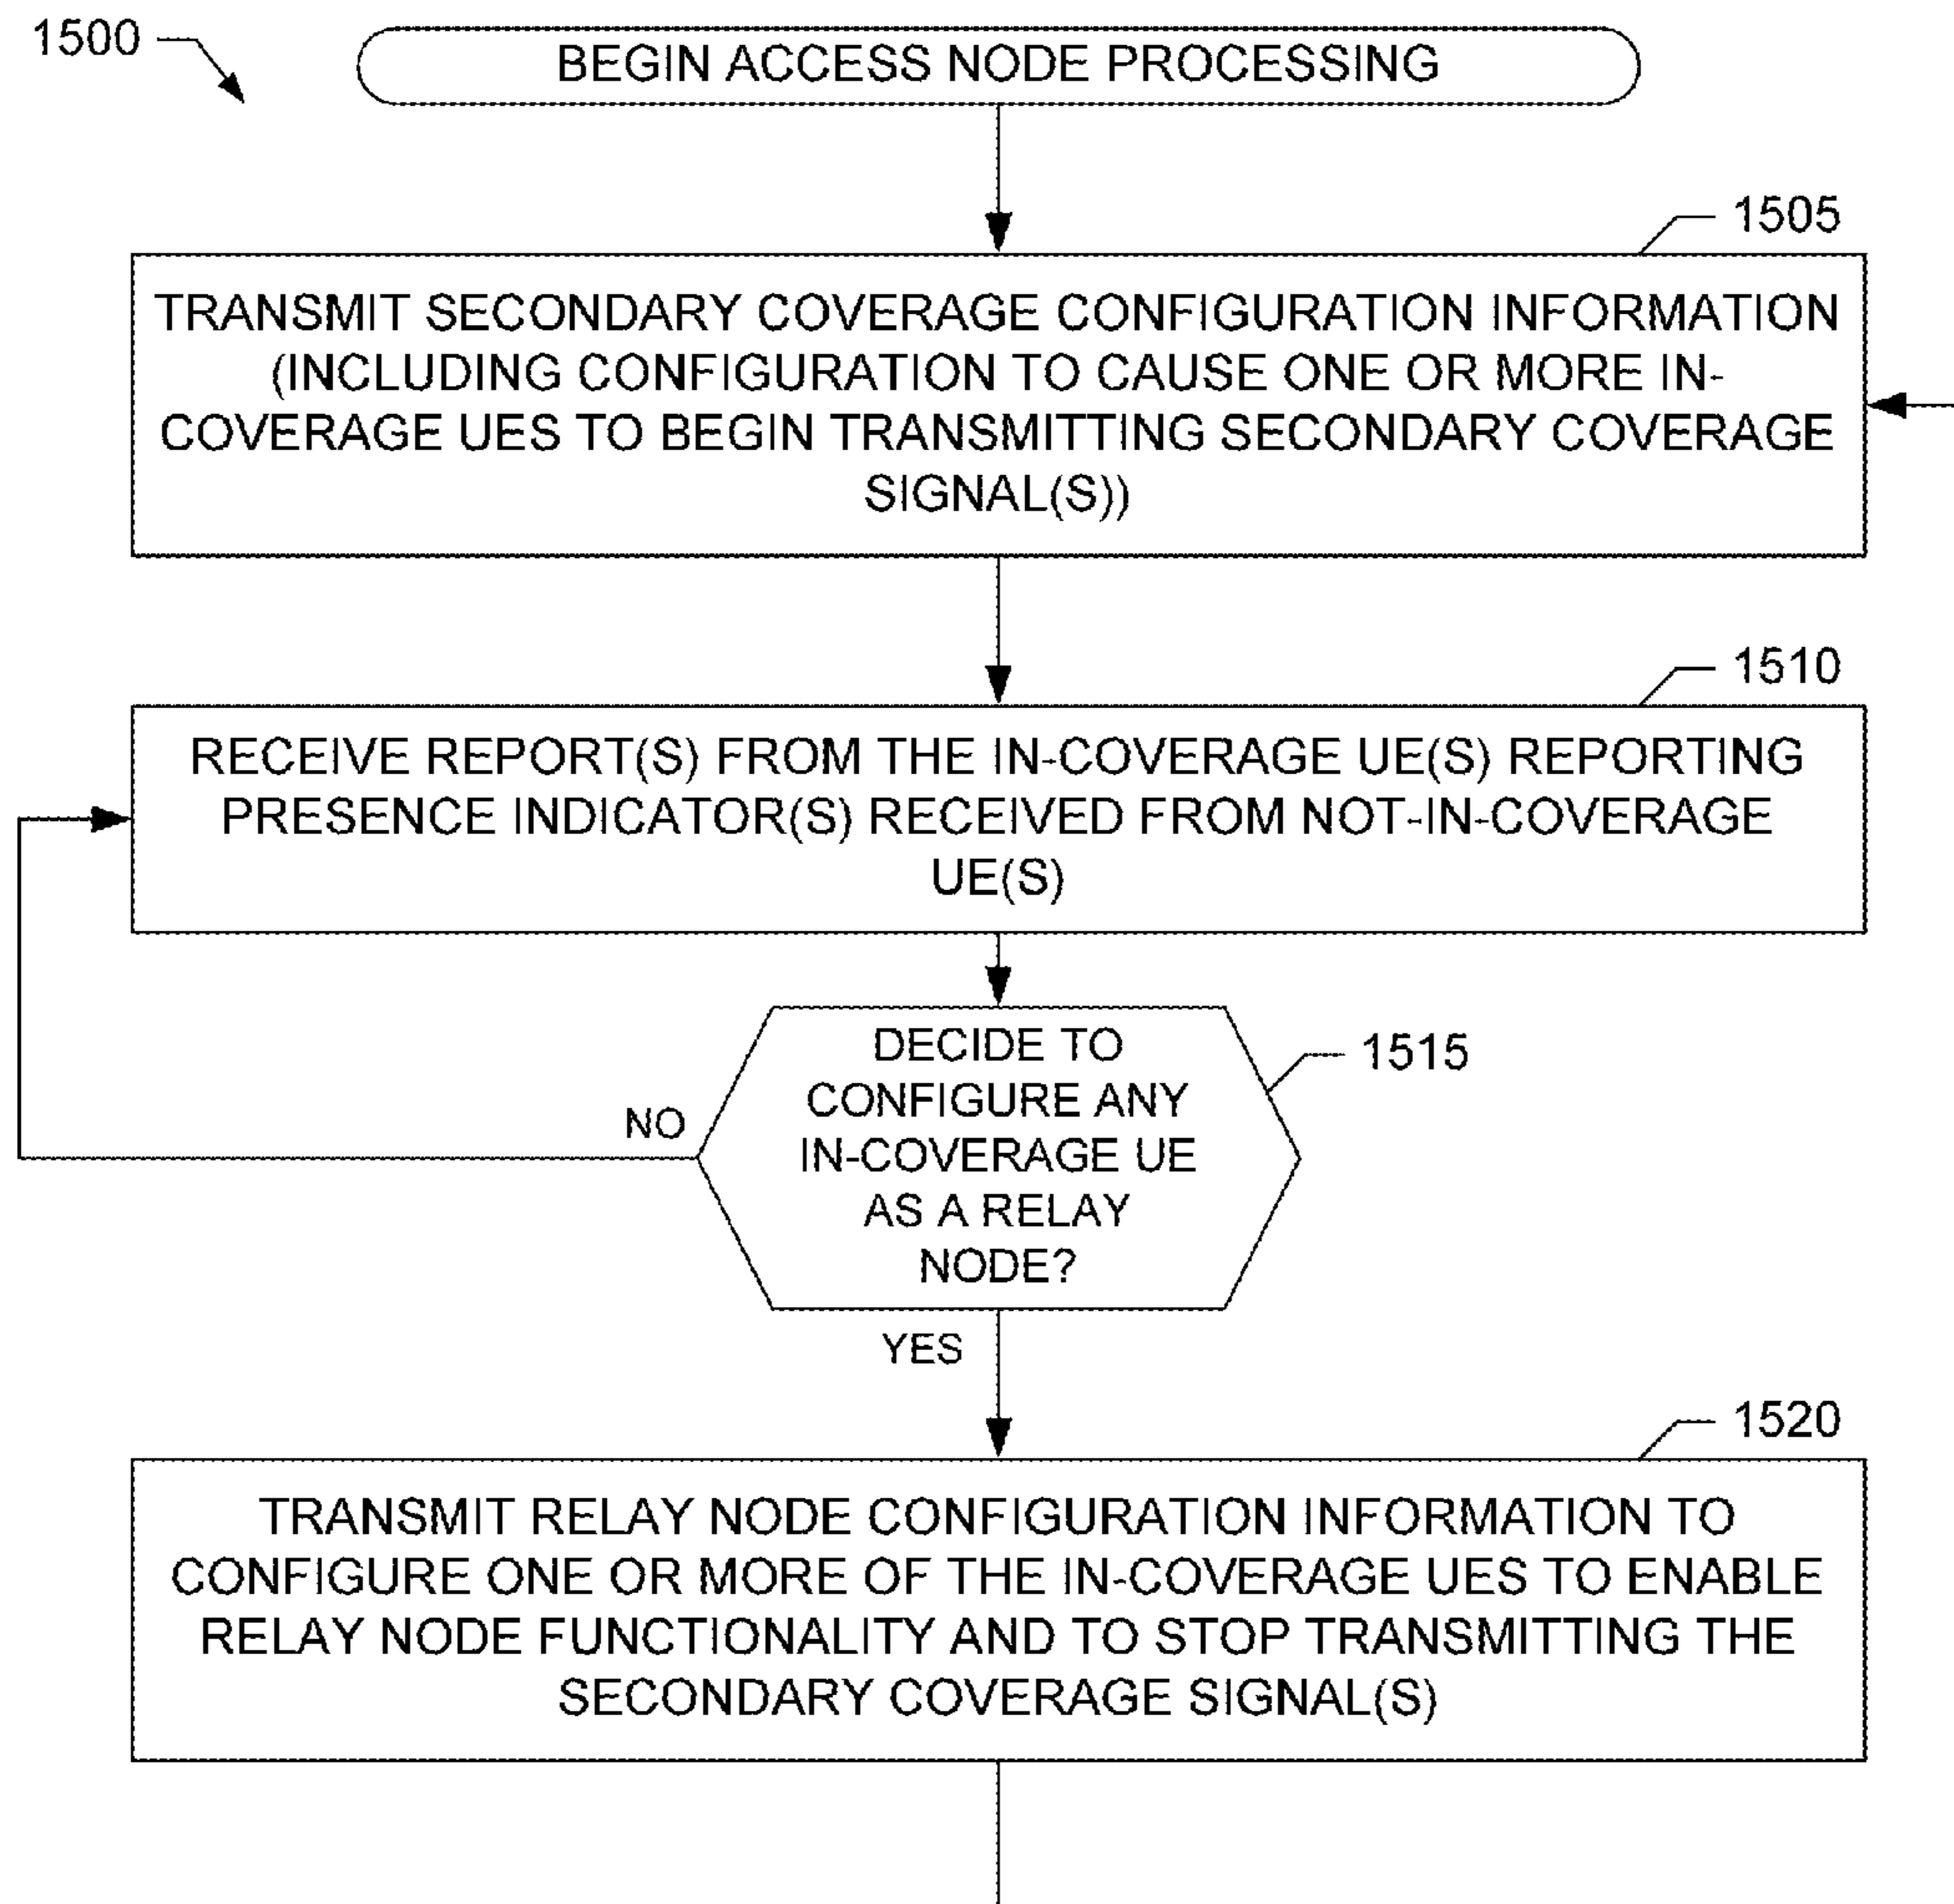 1500
BEGIN ACCESS NODE PROCESSING
1505
TRANSMIT SECONDARY COVERAGE CONFIGURATION INFORMATION
(INCLUDING CONFIGURATION TO CAUSE ONE OR MORE IN-
COVERAGE UES TO BEGIN TRANSMITTING SECONDARY COVERAGE
SIGNAL(S))
1510
RECEIVE REPORT(S) FROM THE IN-COVERAGE UE(S) REPORTING
PRESENCE INDICATOR(S) RECEIVED FROM NOT-IN-COVERAGE
UE(S)
DECIDE TO
CONFIGURE ANY
IN-COVERAGE UE
AS A RELAY
NODE?
1515
NO
YES
1520
TRANSMIT RELAY NODE CONFIGURATION INFORMATION TO
CONFIGURE ONE OR MORE OF THE IN-COVERAGE UES TO ENABLE
RELAY NODE FUNCTIONALITY AND TO STOP TRANSMITTING THE
SECONDARY COVERAGE SIGNAL(S)